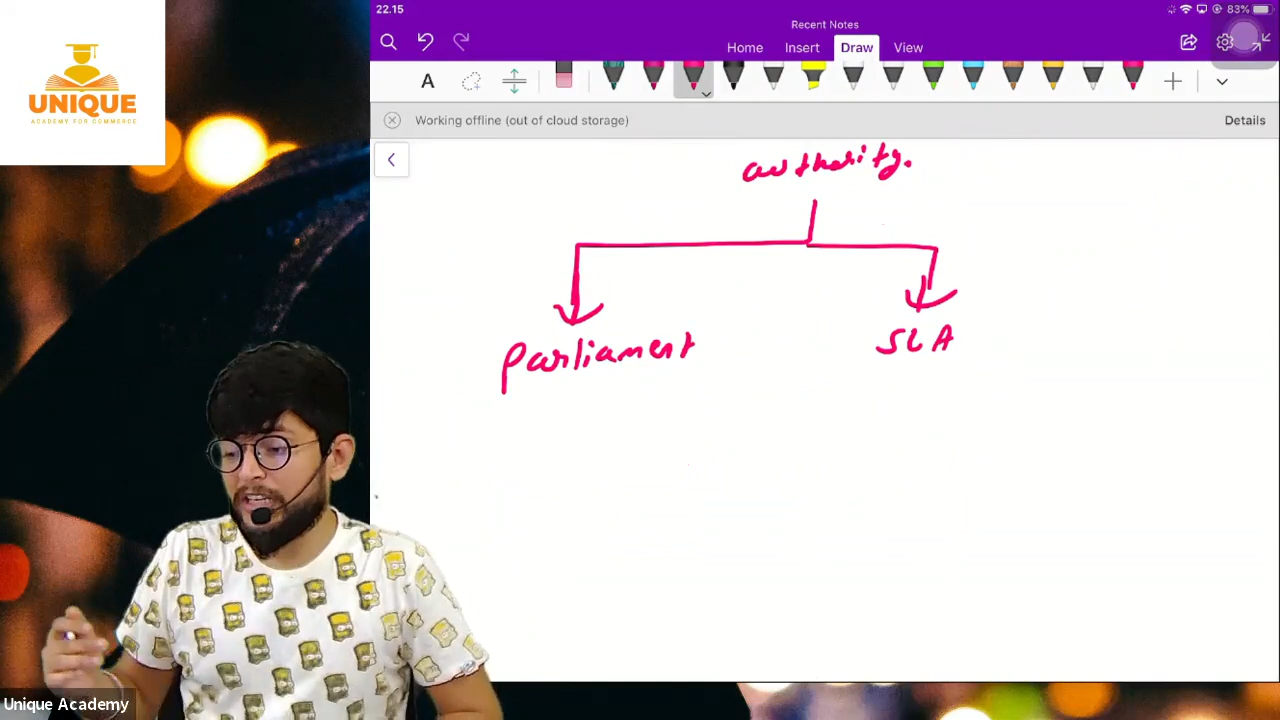 22.15
83%
Recent Notes
Home Insert Draw View
A
Working offline (out of cloud storage)
Details
UNIQUE
ACADEMY FOR COMMERCE
authority.
Parliament
SLA
Unique Academy